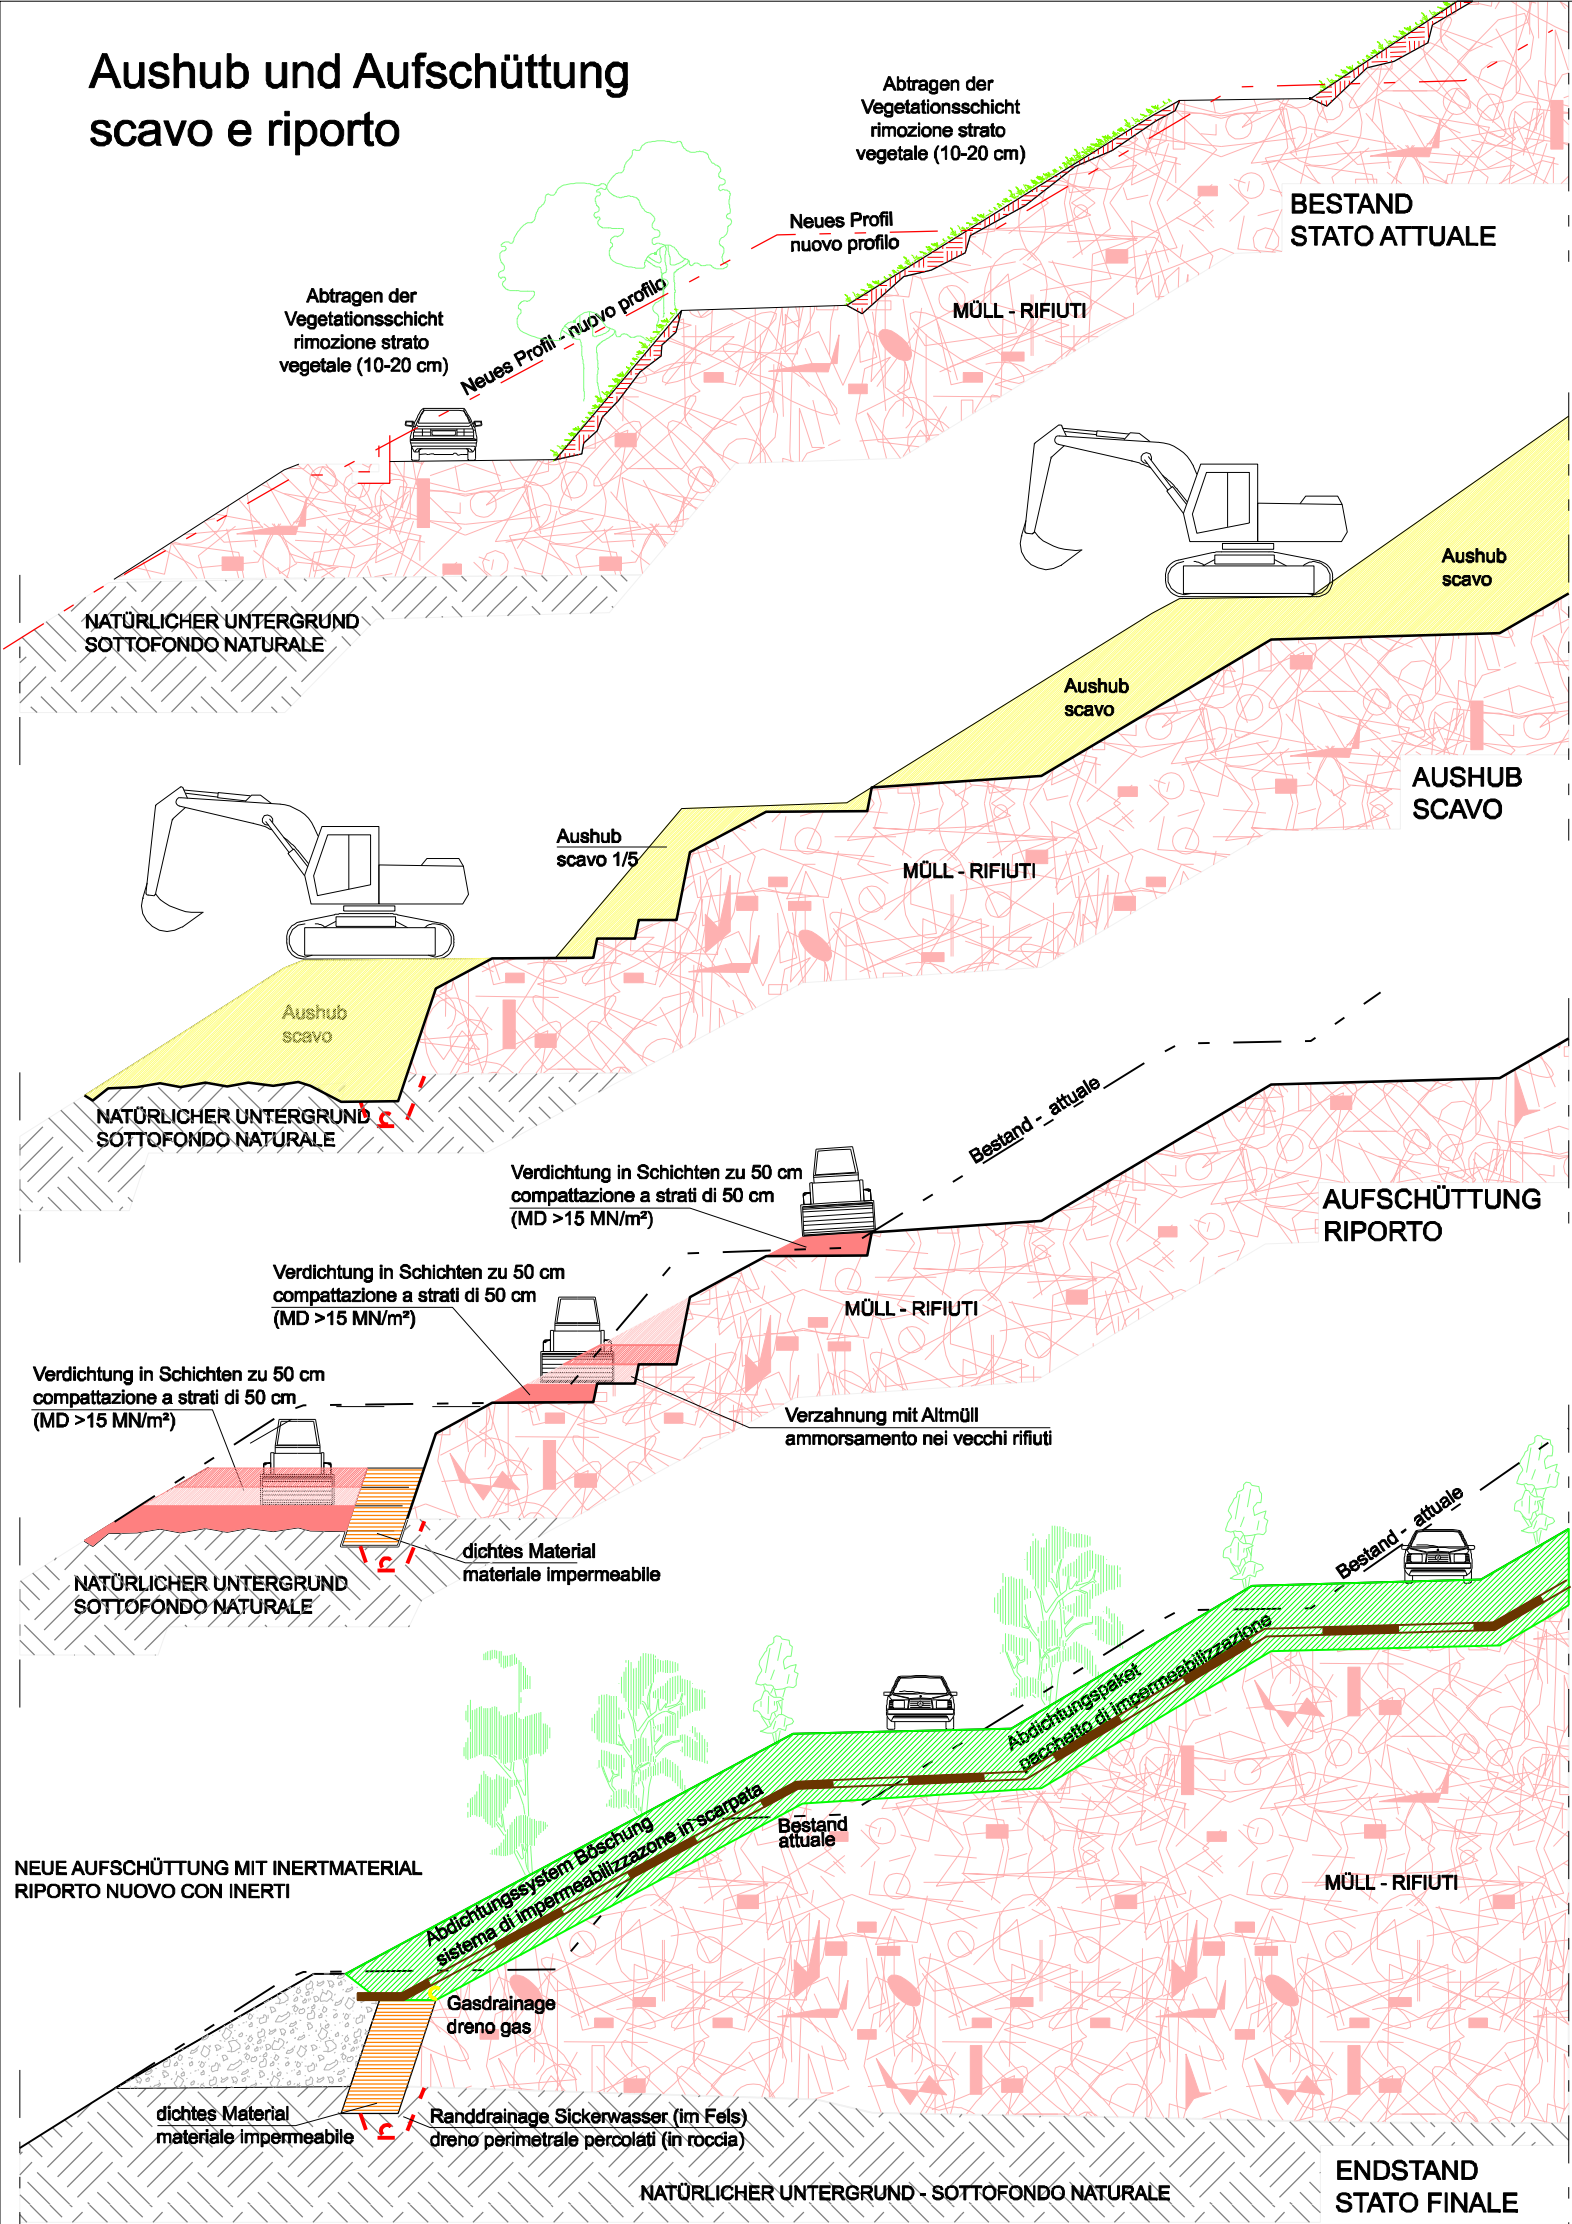 Aushub und Aufschüttung
scavo e riporto
Abtragen der
Vegetationsschicht
rimozione strato
vegetale (10-20 cm)
BESTAND
STATO ATTUALE
Neues Profil
nuovo profilo
Abtragen der
Vegetationsschicht
rimozione strato
vegetale (10-20 cm)
Neues Profil - nuovo profilo
MÜLL - RIFIUTI
NATÜRLICHER UNTERGRUND
SOTTOFONDO NATURALE
Aushub
scavo
Aushub
scavo
AUSHUB
SCAVO
Aushub
scavo 1/5
MÜLL - RIFIUTI
Aushub
scavo
NATÜRLICHER UNTERGRUND
SOTTOFONDO NATURALE
Bestand - attuale
Verdichtung in Schichten zu 50 cm
compattazione a strati di 50 cm
(MD >15 MN/m²)
AUFSCHÜTTUNG
RIPORTO
Verdichtung in Schichten zu 50 cm
compattazione a strati di 50 cm
(MD >15 MN/m²)
MÜLL - RIFIUTI
Verdichtung in Schichten zu 50 cm
compattazione a strati di 50 cm
(MD >15 MN/m²)
Verzahnung mit Altmüll
ammorsamento nei vecchi rifiuti
dichtes Material
materiale impermeabile
NATÜRLICHER UNTERGRUND
SOTTOFONDO NATURALE
Bestand - attuale
Abdichtungspaket
pacchetto di impermeabilizzazione
Bestand
attuale
Abdichtungssystem Böschung
sistema di impermeabilizzazone in scarpata
NEUE AUFSCHÜTTUNG MIT INERTMATERIAL
RIPORTO NUOVO CON INERTI
MÜLL - RIFIUTI
Gasdrainage
dreno gas
dichtes Material
materiale impermeabile
Randdrainage Sickerwasser (im Fels)
dreno perimetrale percolati (in roccia)
ENDSTAND
STATO FINALE
NATÜRLICHER UNTERGRUND - SOTTOFONDO NATURALE